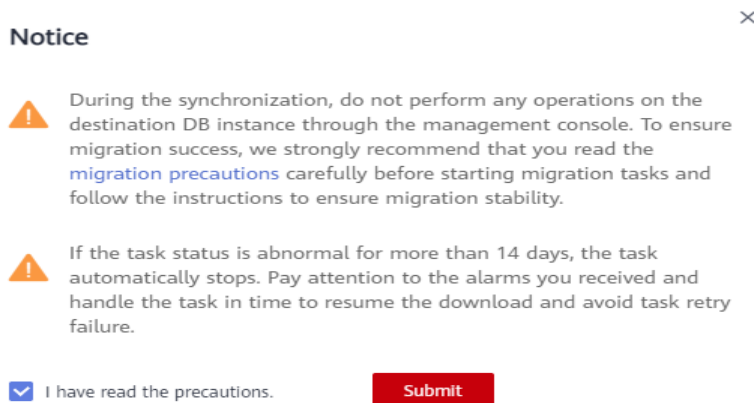 Notice
During the synchronization, do not perform any operations on the
destination DB instance through the management console. To ensure
migration success, we strongly recommend that you read the
migration precautions carefully before starting migration tasks and
follow the instructions to ensure migration stability.
If the task status is abnormal for more than 14 days, the task
automatically stops. Pay attention to the alarms you received and
handle the task in time to resume the download and avoid task retry
failure.
I have read the precautions.
Submit